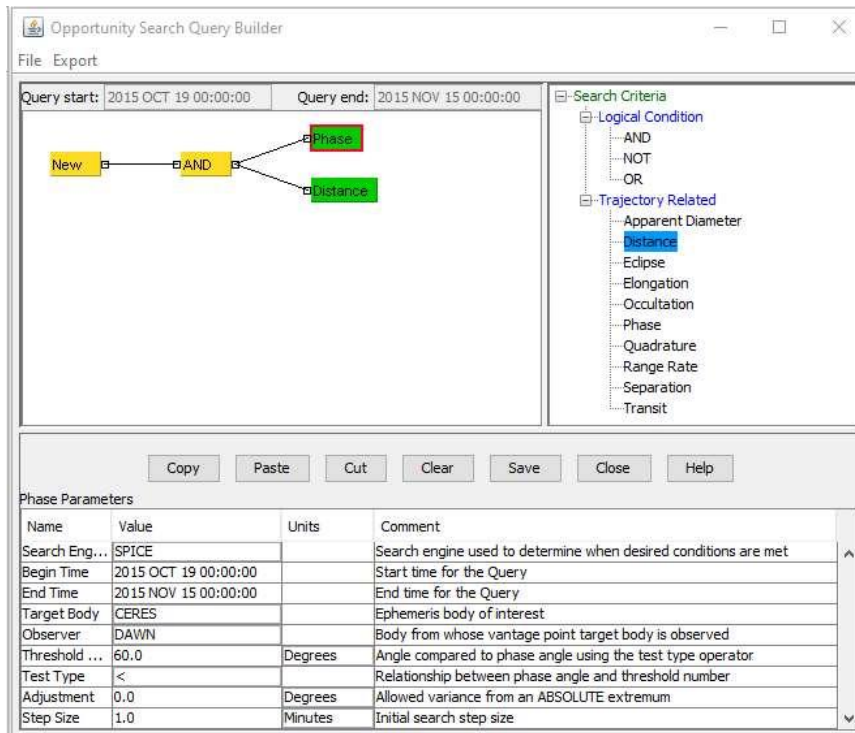 Opportunity Search Query Builder
File Export
Query start: 2015 OCT 19 00:00:00 Query end: 2015 NOV 15 00:00:00
New
AND
Phase
Distance
Search Criteria
Logical Condition
AND
NOT
OR
Trajectory Related
Apparent Diameter
Distance
Eclipse
Elongation
Occultation
Phase
Quadrature
Range Rate
Separation
Transit
Copy Paste Cut Clear Save Close Help
Phase Parameters
Name Value Units Comment
Search Eng... SPICE Search engine used to determine when desired conditions are met
Begin Time 2015 OCT 19 00:00:00 Start time for the Query
End Time 2015 NOV 15 00:00:00 End time for the Query
Target Body CERES Ephemeris body of interest
Observer DAWN Body from whose vantage point target body is observed
Threshold ... 60.0 Degrees Angle compared to phase angle using the test type operator
Test Type < Relationship between phase angle and threshold number
Adjustment 0.0 Degrees Allowed variance from an ABSOLUTE extremum
Step Size 1.0 Minutes Initial search step size